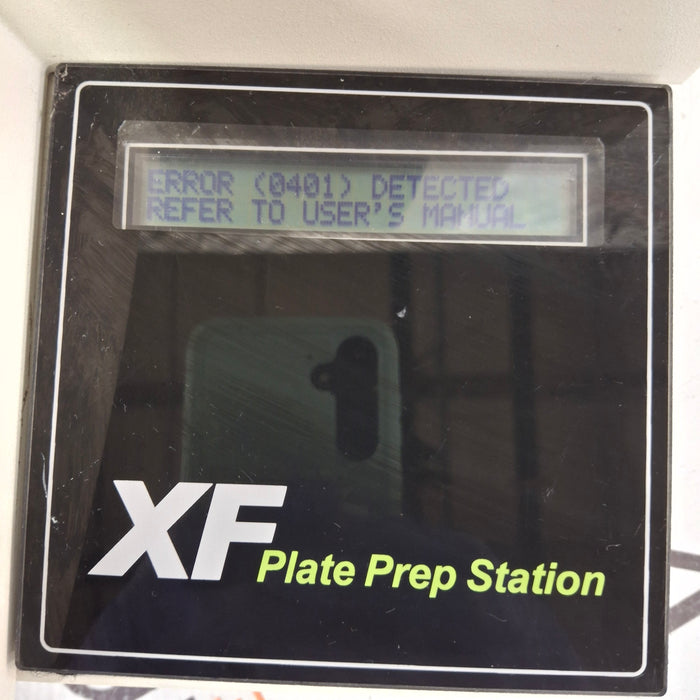 ERROR (0401) DETECTED
REFER TO USER'S MANUAL
XF Plate Prep Station